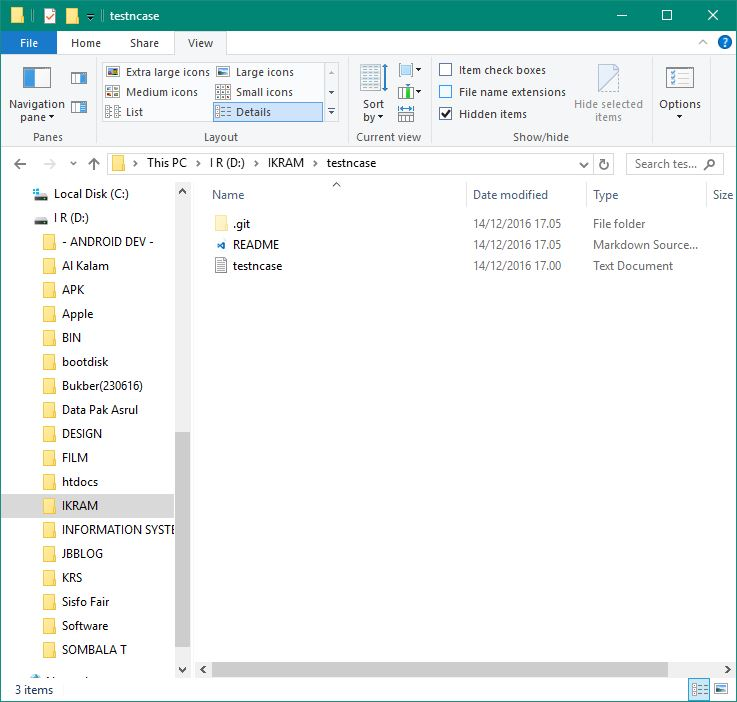 testncase
File Home Share View
Navigation pane
Extra large icons Large icons
Medium icons Small icons
List Details
Sort by
Item check boxes
File name extensions
Hidden items
Hide selected items
Options
Panes Layout Current view Show/hide
This PC I R (D:) IKRAM testncase
Search tes...
Name Date modified Type Size
.git 14/12/2016 17.05 File folder
README 14/12/2016 17.05 Markdown Source...
testncase 14/12/2016 17.00 Text Document
Local Disk (C:)
I R (D:)
- ANDROID DEV -
Al Kalam
APK
Apple
BIN
bootdisk
Bukber(230616)
Data Pak Asrul
DESIGN
FILM
htdocs
IKRAM
INFORMATION SYSTE
JBBLOG
KRS
Sisfo Fair
Software
SOMBALA T
3 items